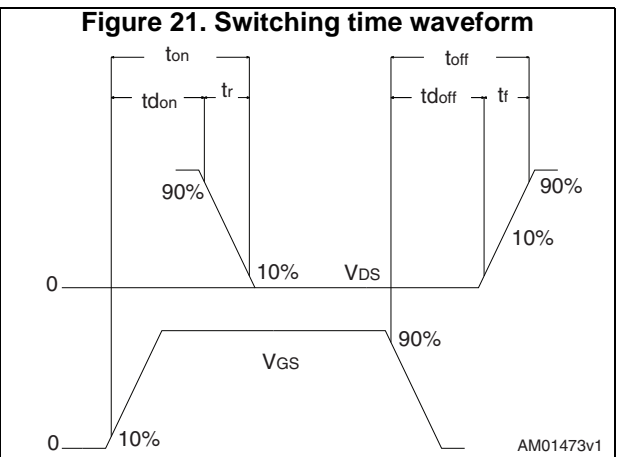 Figure 21. Switching time waveform
ton
toff
tdon
tr
tdoff
tf
90%
90%
10%
10%
VDS
0
90%
VGS
10%
0
AM01473v1